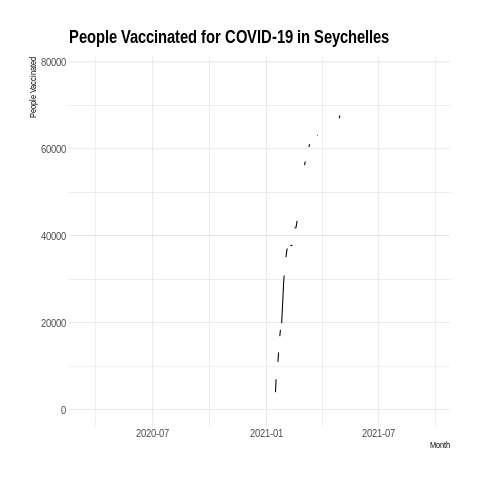 People Vaccinated for COVID-19 in Seychelles
People Vaccinated
80000
60000
40000
20000
0
2020-07 2021-01 2021-07
Month